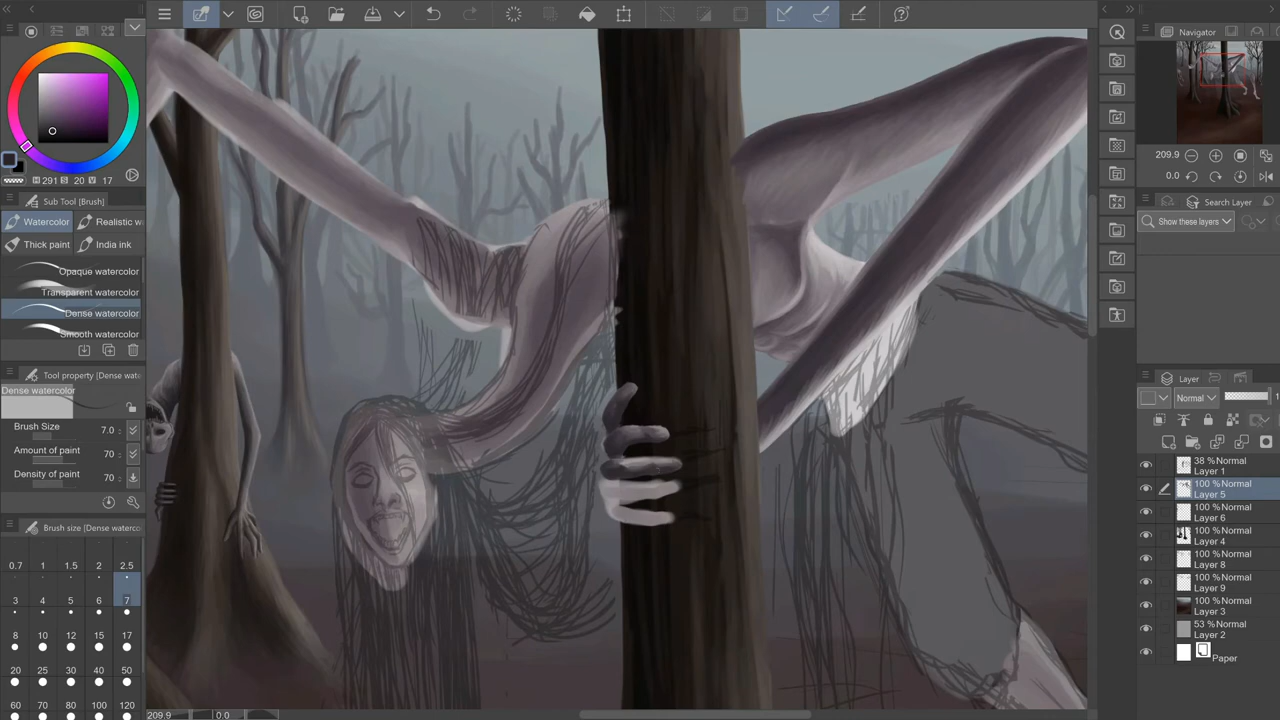 Navigator
209.9
0.0
Search Layer
Show these layers
Layer
Normal
1
38 %Normal
Layer 1
100 %Normal
Layer 5
100 %Normal
Layer 6
100 %Normal
Layer 4
100 %Normal
Layer 8
100 %Normal
Layer 9
100 %Normal
Layer 3
53 %Normal
Layer 2
Paper
H 291 S 20 V 17
Sub Tool [Brush]
Watercolor
Realistic w
Thick paint
India ink
Opaque watercolor
Transparent watercolor
Dense watercolor
Smooth watercolor
Tool property [Dense wate
Dense watercolor
Brush Size 7.0
Amount of paint 70
Density of paint 70
Brush size [Dense waterco
0.7 1 1.5 2 2.5
3 4 5 6 7
8 10 12 15 17
20 25 30 40 50
60 70 80 100 120
209.9 0.0